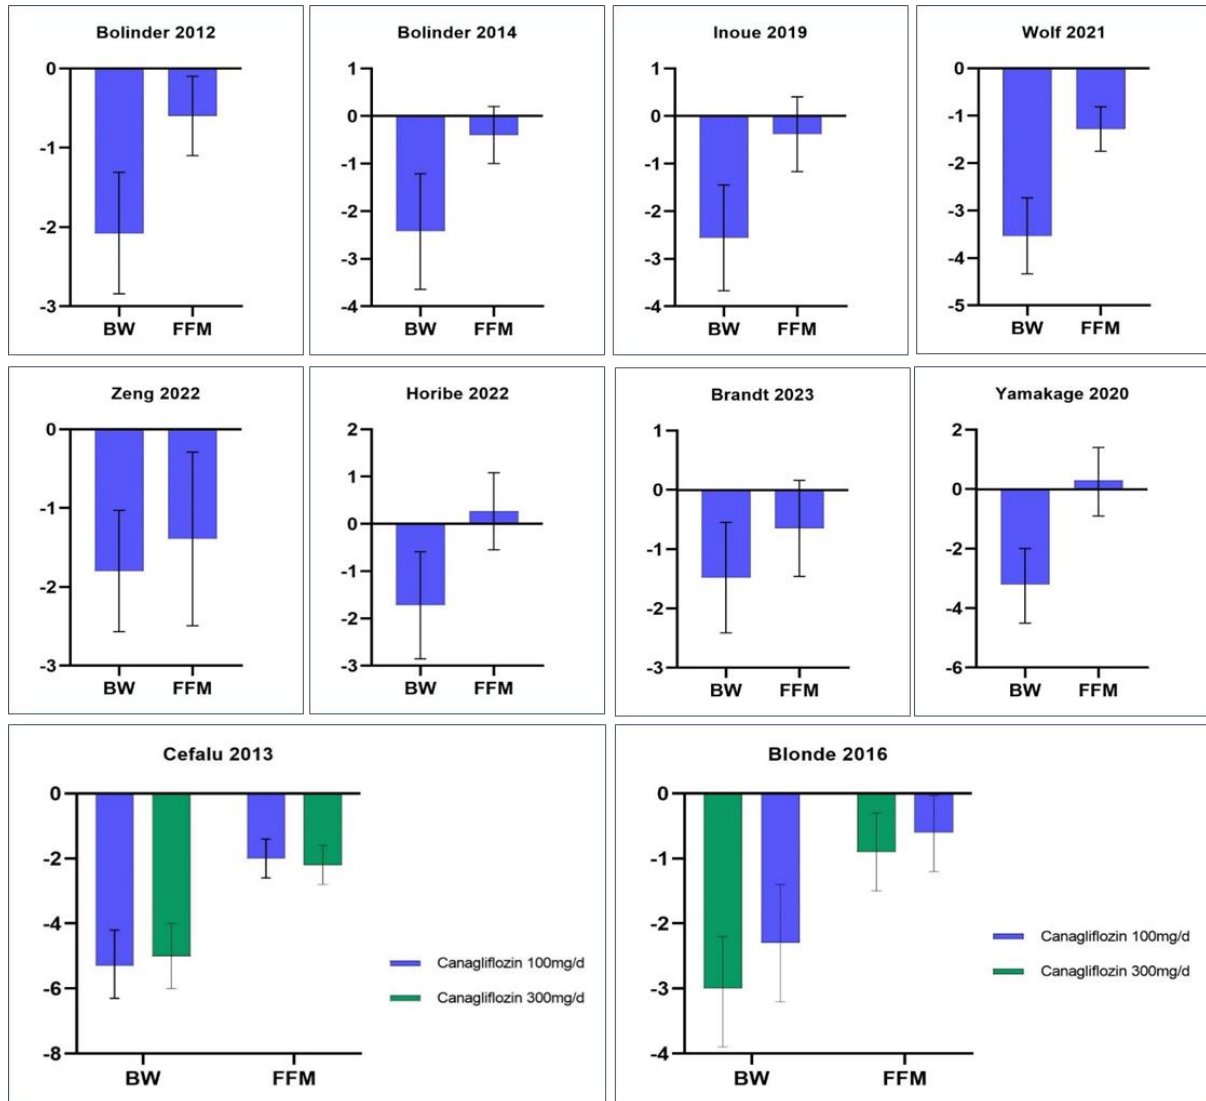 Bolinder 2012
0
-1
-2
-3
BW FFM
Bolinder 2014
1
0
-1
-2
-3
-4
BW FFM
Inoue 2019
1
0
-1
-2
-3
-4
BW FFM
Wolf 2021
0
-1
-2
-3
-4
-5
BW FFM
Zeng 2022
0
-1
-2
-3
BW FFM
Horibe 2022
2
1
0
-1
-2
-3
BW FFM
Brandt 2023
1
0
-1
-2
-3
BW FFM
Yamakage 2020
2
0
-2
-4
-6
BW FFM
Cefalu 2013
0
-2
-4
-6
-8
BW FFM
Canagliflozin 100mg/d
Canagliflozin 300mg/d
Blonde 2016
0
-1
-2
-3
-4
BW FFM
Canagliflozin 100mg/d
Canagliflozin 300mg/d